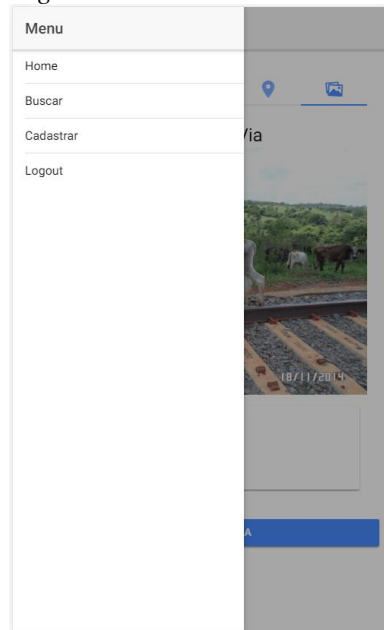 Menu
Home
Buscar
Cadastrar
Logout
Via
18/11/2014
A